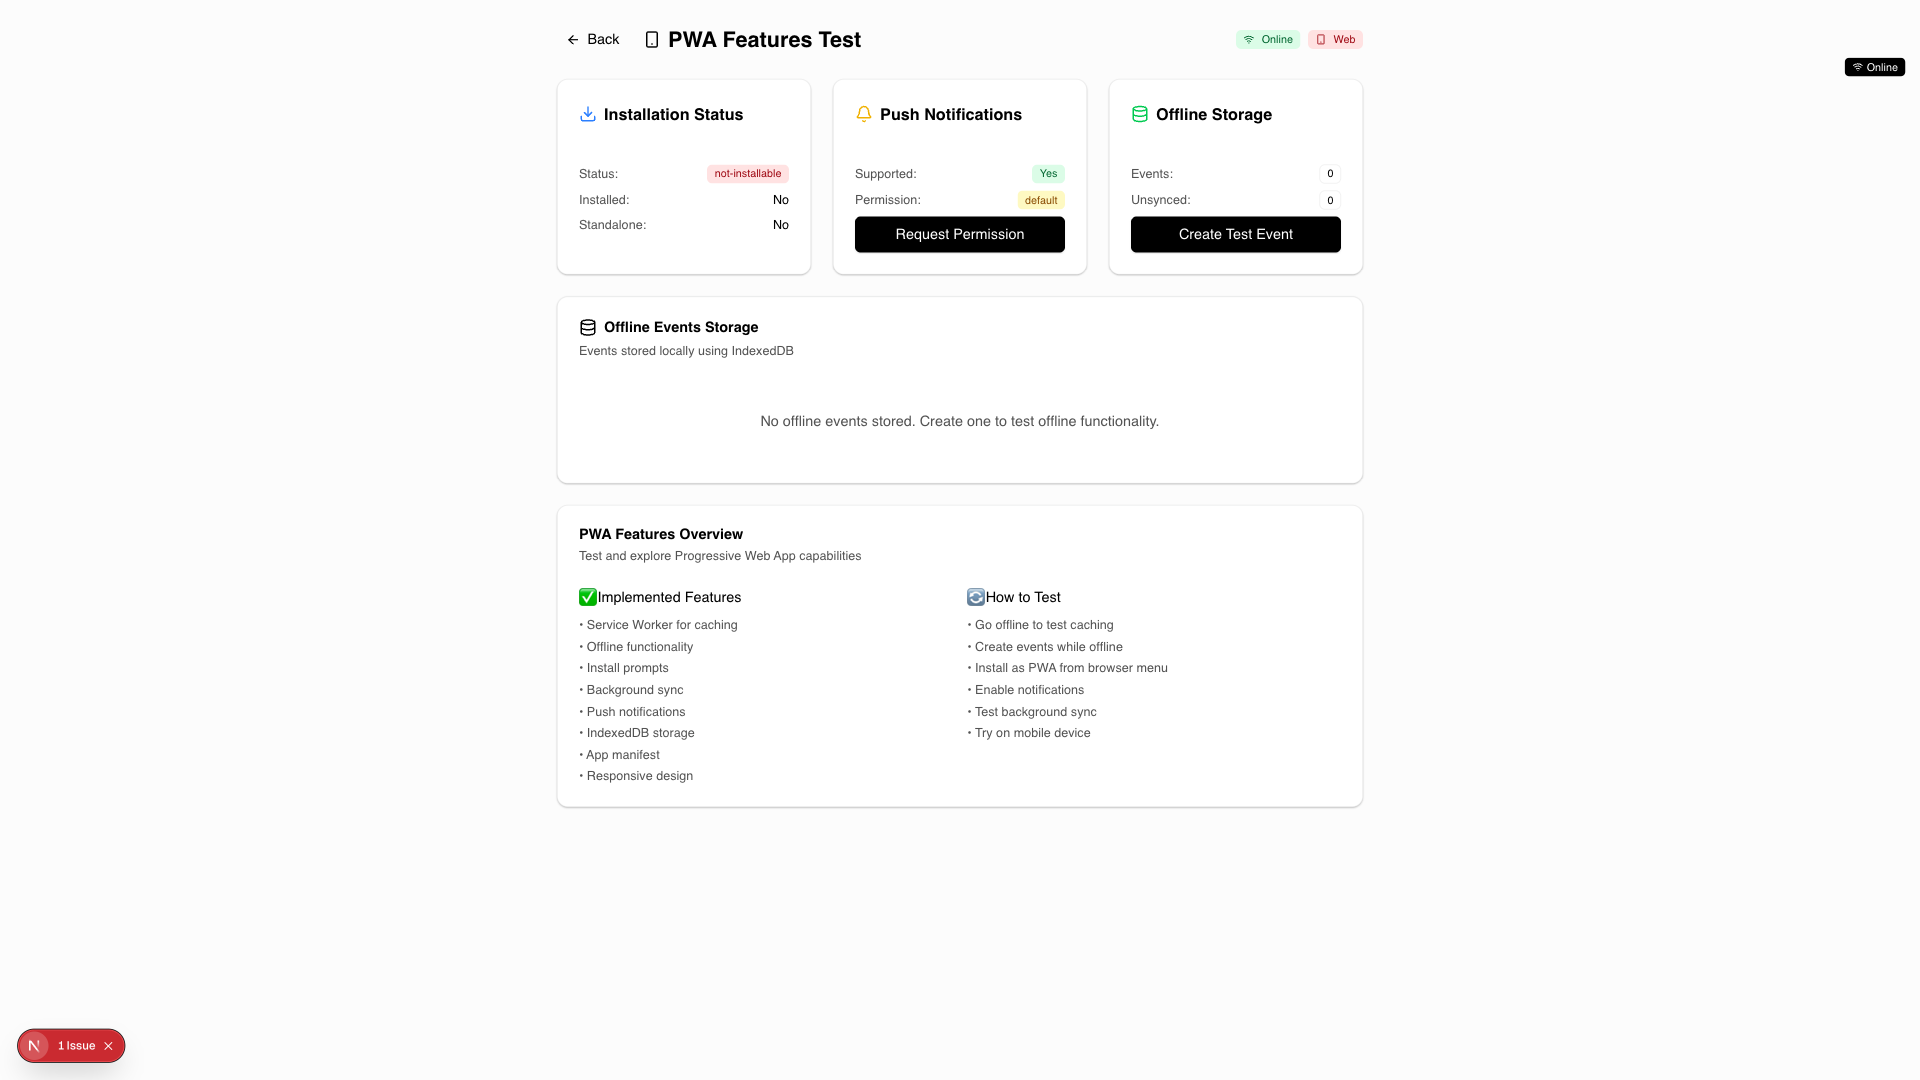 Back
PWA Features Test
Online
Web
Online
Installation Status
Status: not-installable
Installed: No
Standalone: No
Push Notifications
Supported: Yes
Permission: default
Request Permission
Offline Storage
Events: 0
Unsynced: 0
Create Test Event
Offline Events Storage
Events stored locally using IndexedDB
No offline events stored. Create one to test offline functionality.
PWA Features Overview
Test and explore Progressive Web App capabilities
✅Implemented Features
• Service Worker for caching
• Offline functionality
• Install prompts
• Background sync
• Push notifications
• IndexedDB storage
• App manifest
• Responsive design
🔄How to Test
• Go offline to test caching
• Create events while offline
• Install as PWA from browser menu
• Enable notifications
• Test background sync
• Try on mobile device
N 1 Issue